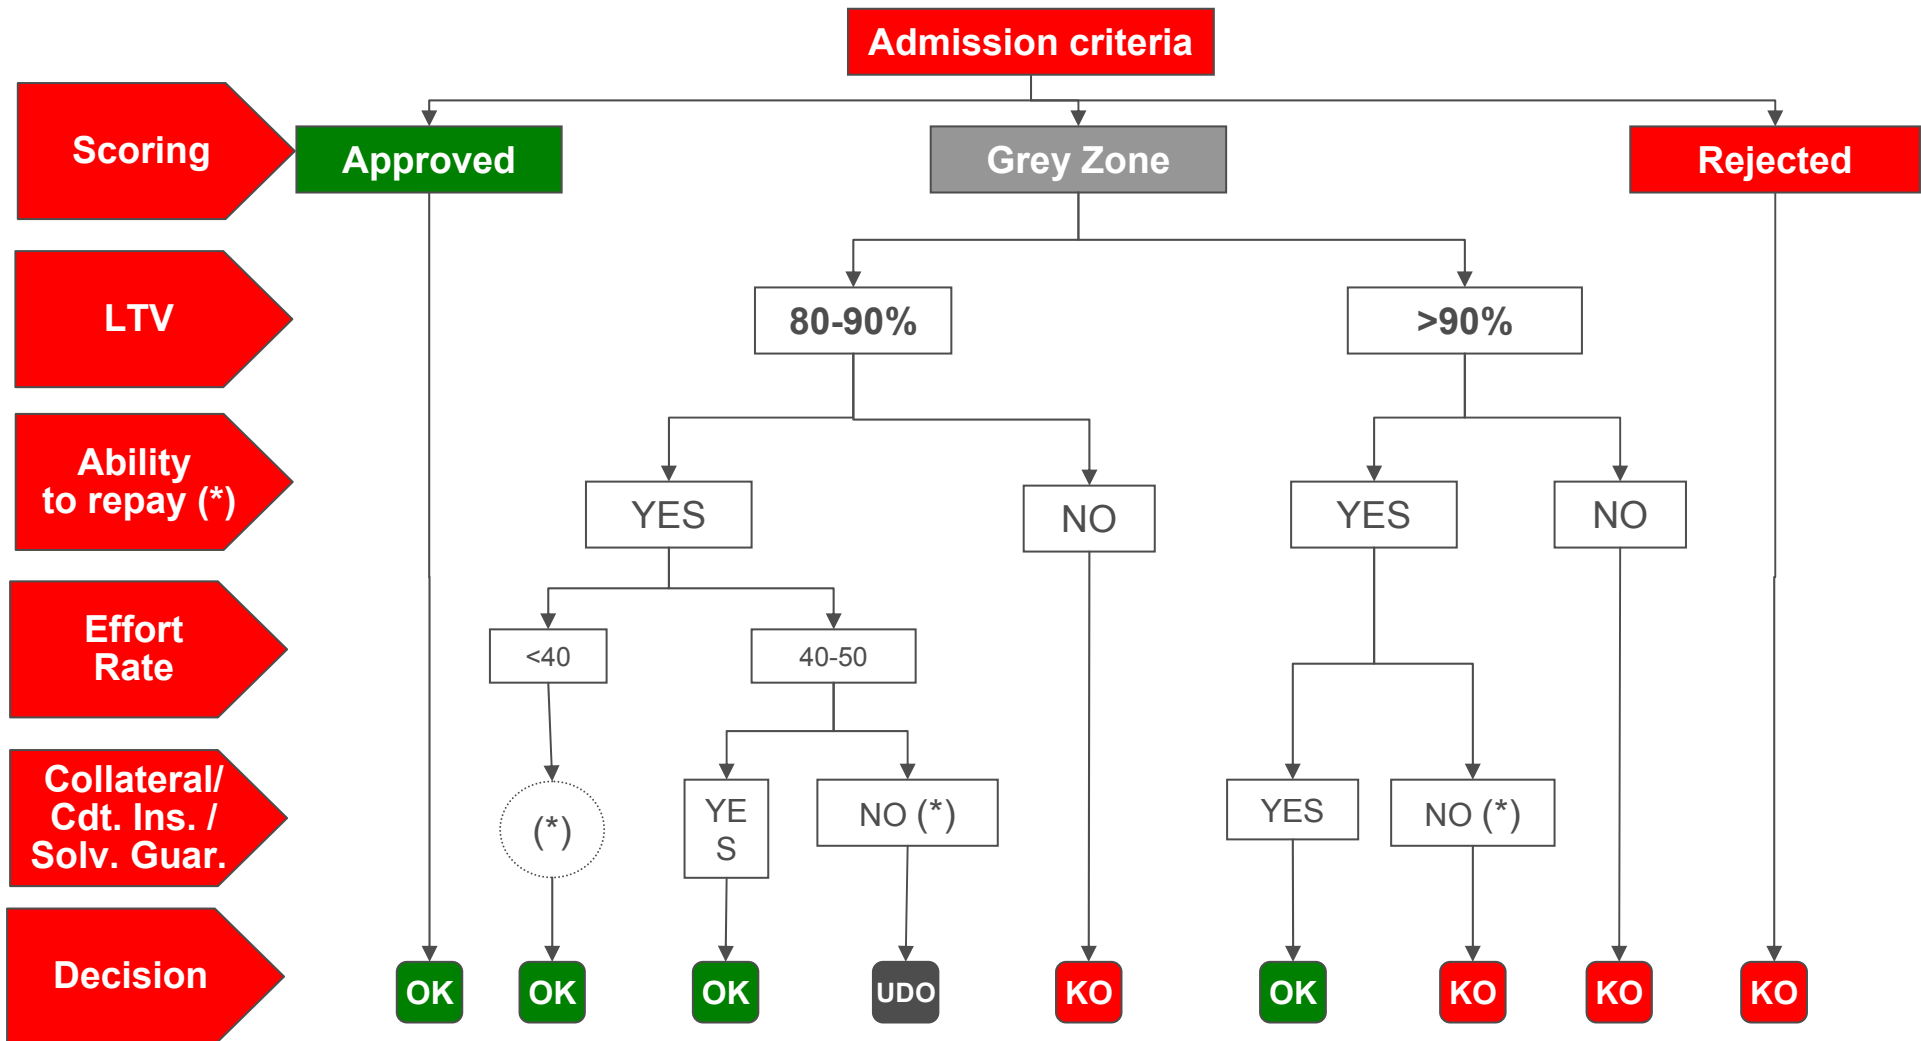 Admission criteria
Scoring
Approved
Grey Zone
Rejected
LTV
80-90%
>90%
Ability
to repay (*)
YES
NO
YES
NO
Effort
Rate
<40
40-50
Collateral/
Cdt. Ins. /
Solv. Guar.
(*)
YE
S
NO (*)
YES
NO (*)
Decision
OK
OK
OK
UDO
KO
OK
KO
KO
KO